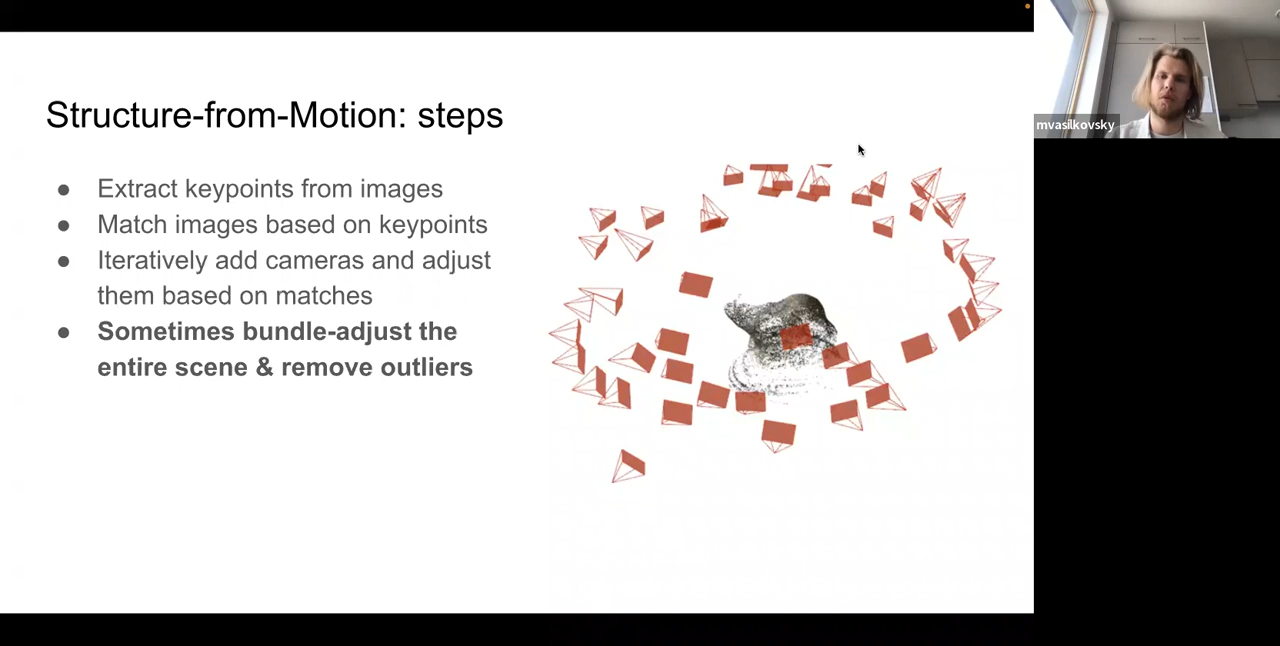 Structure-from-Motion: steps
● Extract keypoints from images
● Match images based on keypoints
● Iteratively add cameras and adjust
them based on matches
● Sometimes bundle-adjust the
entire scene & remove outliers
mvasilkovsky